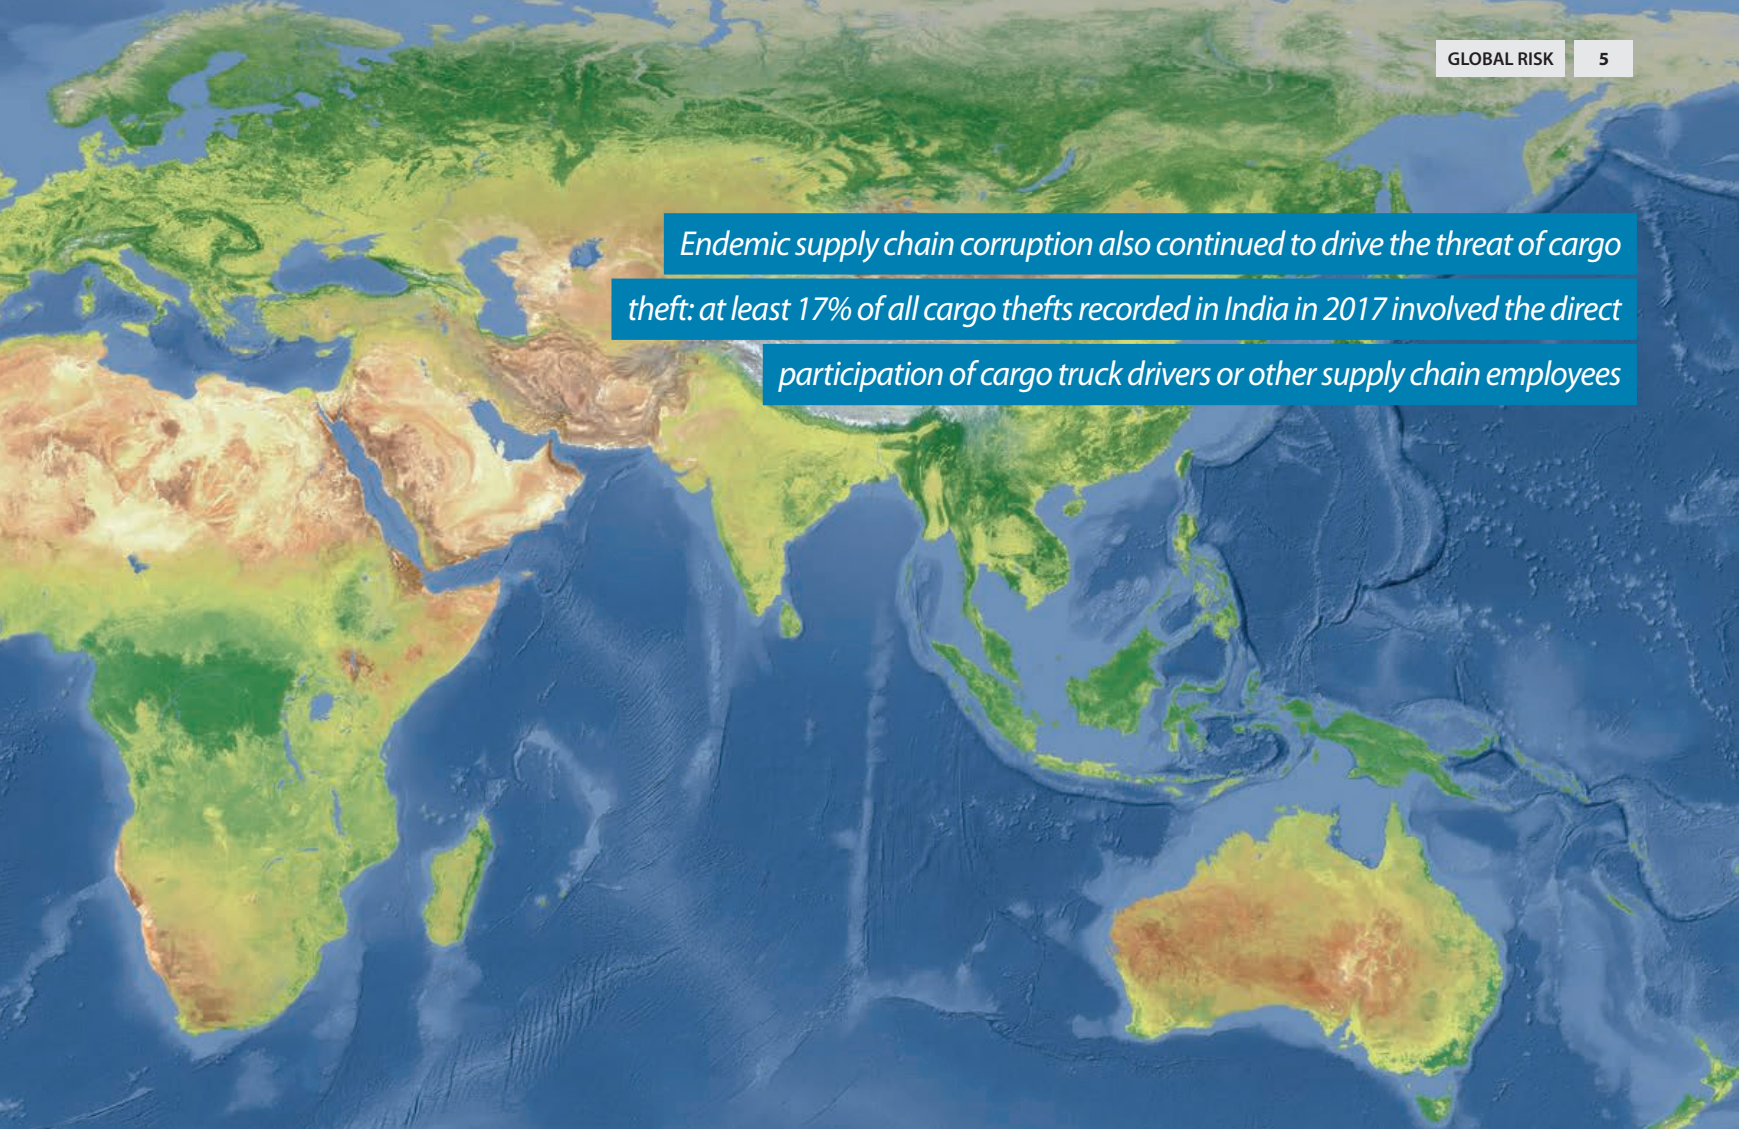 GLOBAL RISK 5
Endemic supply chain corruption also continued to drive the threat of cargo
theft: at least 17% of all cargo thefts recorded in India in 2017 involved the direct
participation of cargo truck drivers or other supply chain employees